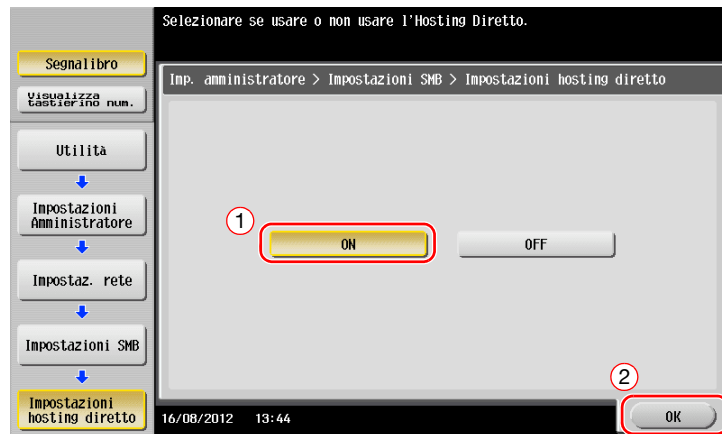 Selezionare se usare o non usare l'Hosting Diretto.
Segnalibro
Visualizza
tastierino num.
Utilità
Impostazioni
Amministratore
Impostaz. rete
Impostazioni SMB
Impostazioni
hosting diretto
Imp. amministratore > Impostazioni SMB > Impostazioni hosting diretto
1
ON
OFF
2
16/08/2012 13:44
OK